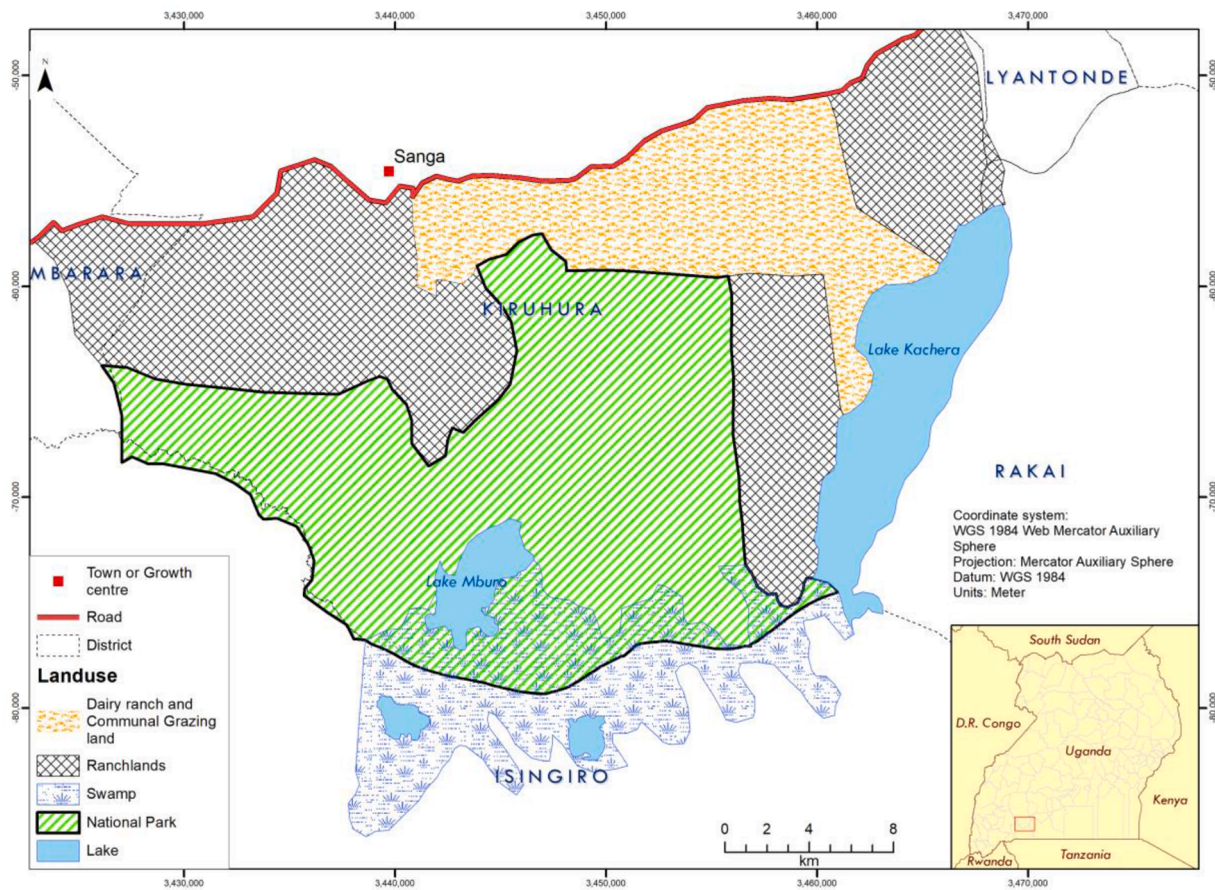 3,430,000
3,440,000
3,450,000
3,460,000
3,470,000
-50,000
-50,000
N
LYANTONDE
Sanga
MBARARA
-60,000
-60,000
KIRUHURA
Lake Kachera
-70,000
-70,000
RAKAI
Coordinate system:
WGS 1984 Web Mercator Auxiliary
Sphere
Projection: Mercator Auxiliary Sphere
Datum: WGS 1984
Units: Meter
Lake Mburo
Town or Growth
centre
Road
District
Landuse
Dairy ranch and
Communal Grazing
land
Ranchlands
Swamp
National Park
Lake
-80,000
-80,000
ISINGIRO
0 2 4 8
km
South Sudan
D.R. Congo
Uganda
Kenya
Rwanda
Tanzania
3,430,000
3,440,000
3,450,000
3,460,000
3,470,000